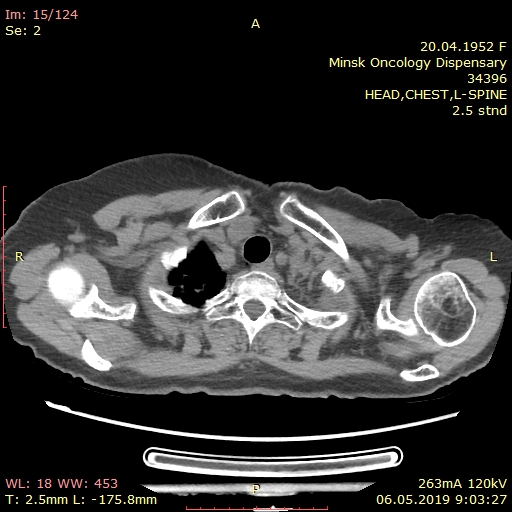 Im: 15/124
Se: 2
A
20.04.1952 F
Minsk Oncology Dispensary
34396
HEAD,CHEST,L-SPINE
2.5 stnd
R
L
WL: 18 WW: 453
T: 2.5mm L: -175.8mm
P
263mA 120kV
06.05.2019 9:03:27